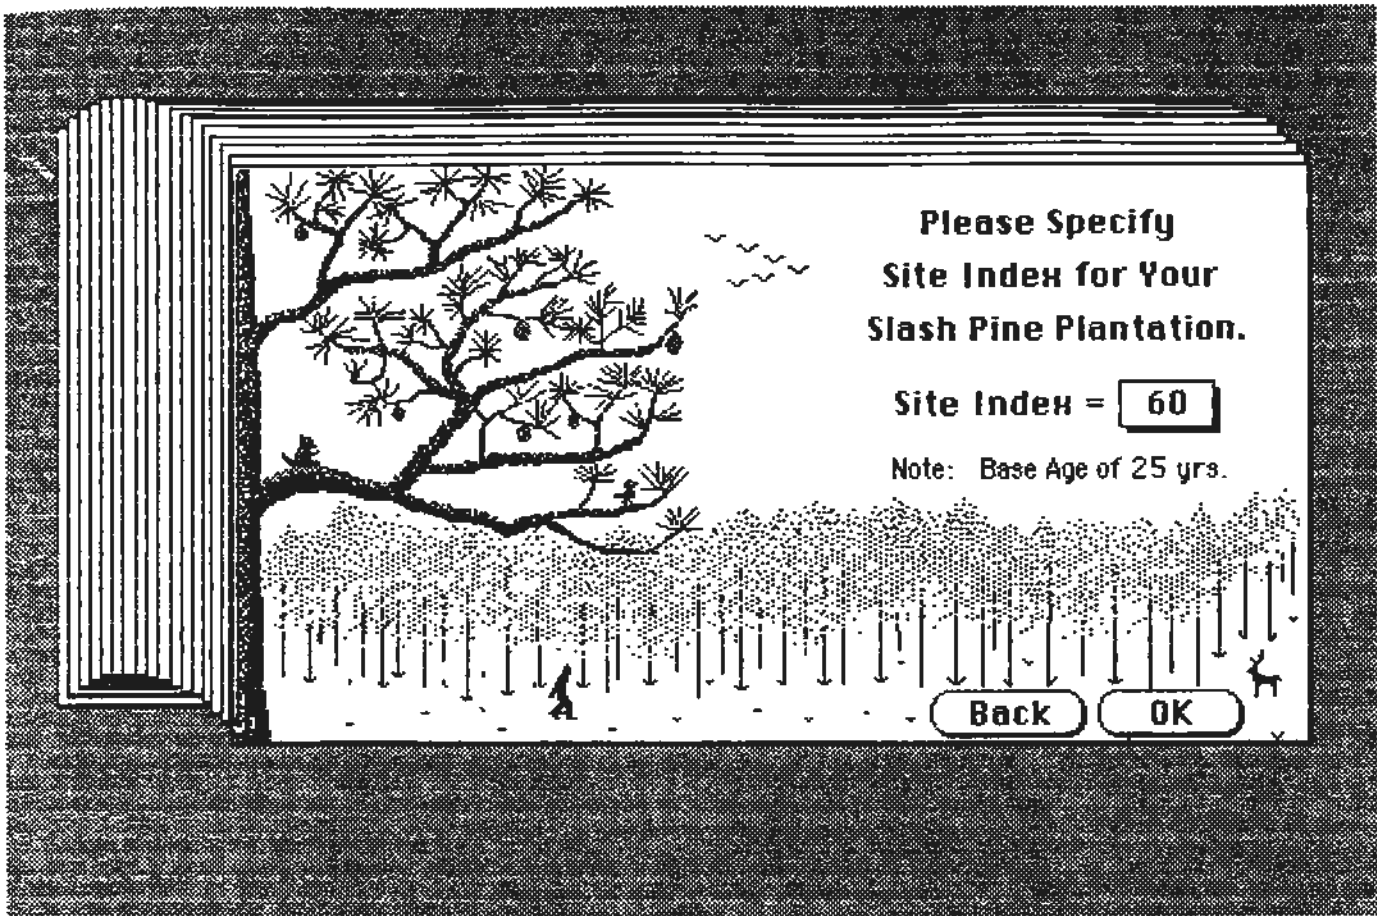 Please Specify
Site Index for Your
Slash Pine Plantation.
Site Index = 60
Note: Base Age of 25 yrs.
Back OK